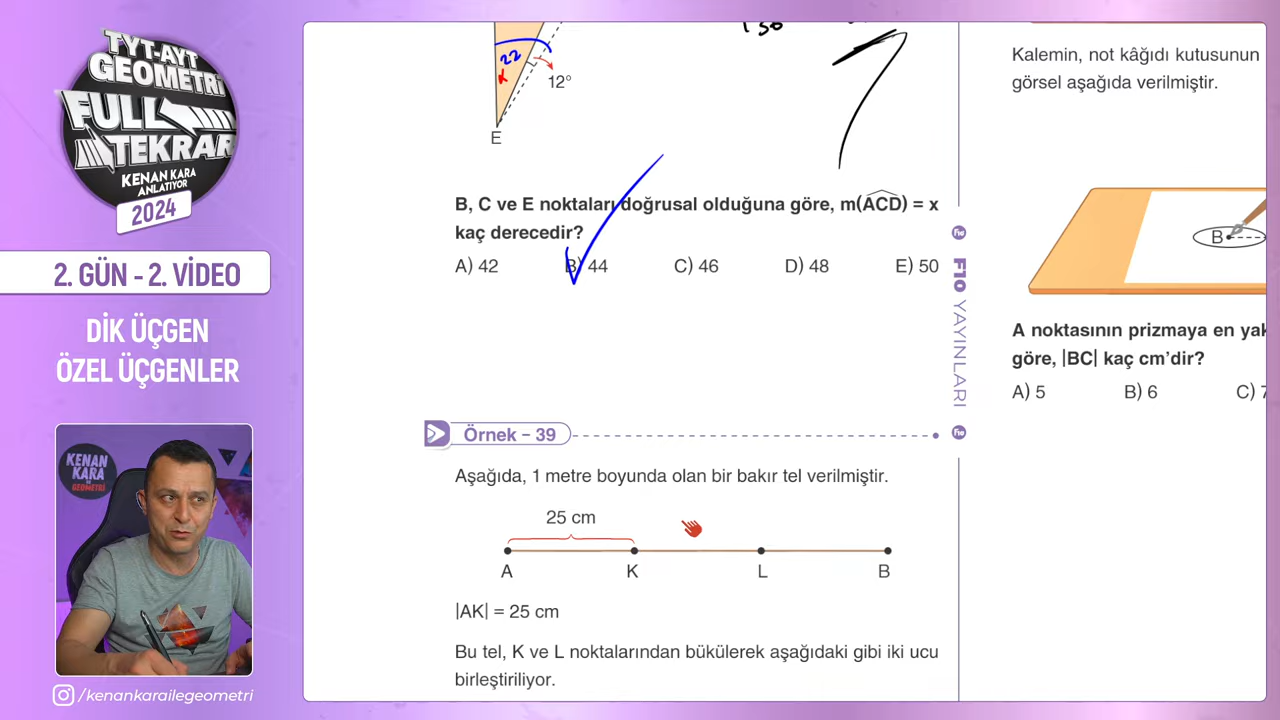 TYT-AYT
GEOMETRİ
FULL
TEKRAR
KENAN KARA
ANLATIYOR
2024
2. GÜN - 2. VİDEO
DİK ÜÇGEN
ÖZEL ÜÇGENLER
KENAN
KARA
GEOMETRİ
/kenankarailegeometri
22
x
12°
E
B, C ve E noktaları doğrusal olduğuna göre, m(ACD) = x
kaç derecedir?
A) 42 B) 44 C) 46 D) 48 E) 50
Örnek – 39
Aşağıda, 1 metre boyunda olan bir bakır tel verilmiştir.
25 cm
A K L B
|AK| = 25 cm
Bu tel, K ve L noktalarından bükülerek aşağıdaki gibi iki ucu
birleştiriliyor.
F10 YAYINLARI
Kalemin, not kâğıdı kutusunun
görsel aşağıda verilmiştir.
B
A noktasının prizmaya en yak
göre, |BC| kaç cm'dir?
A) 5 B) 6 C) 7